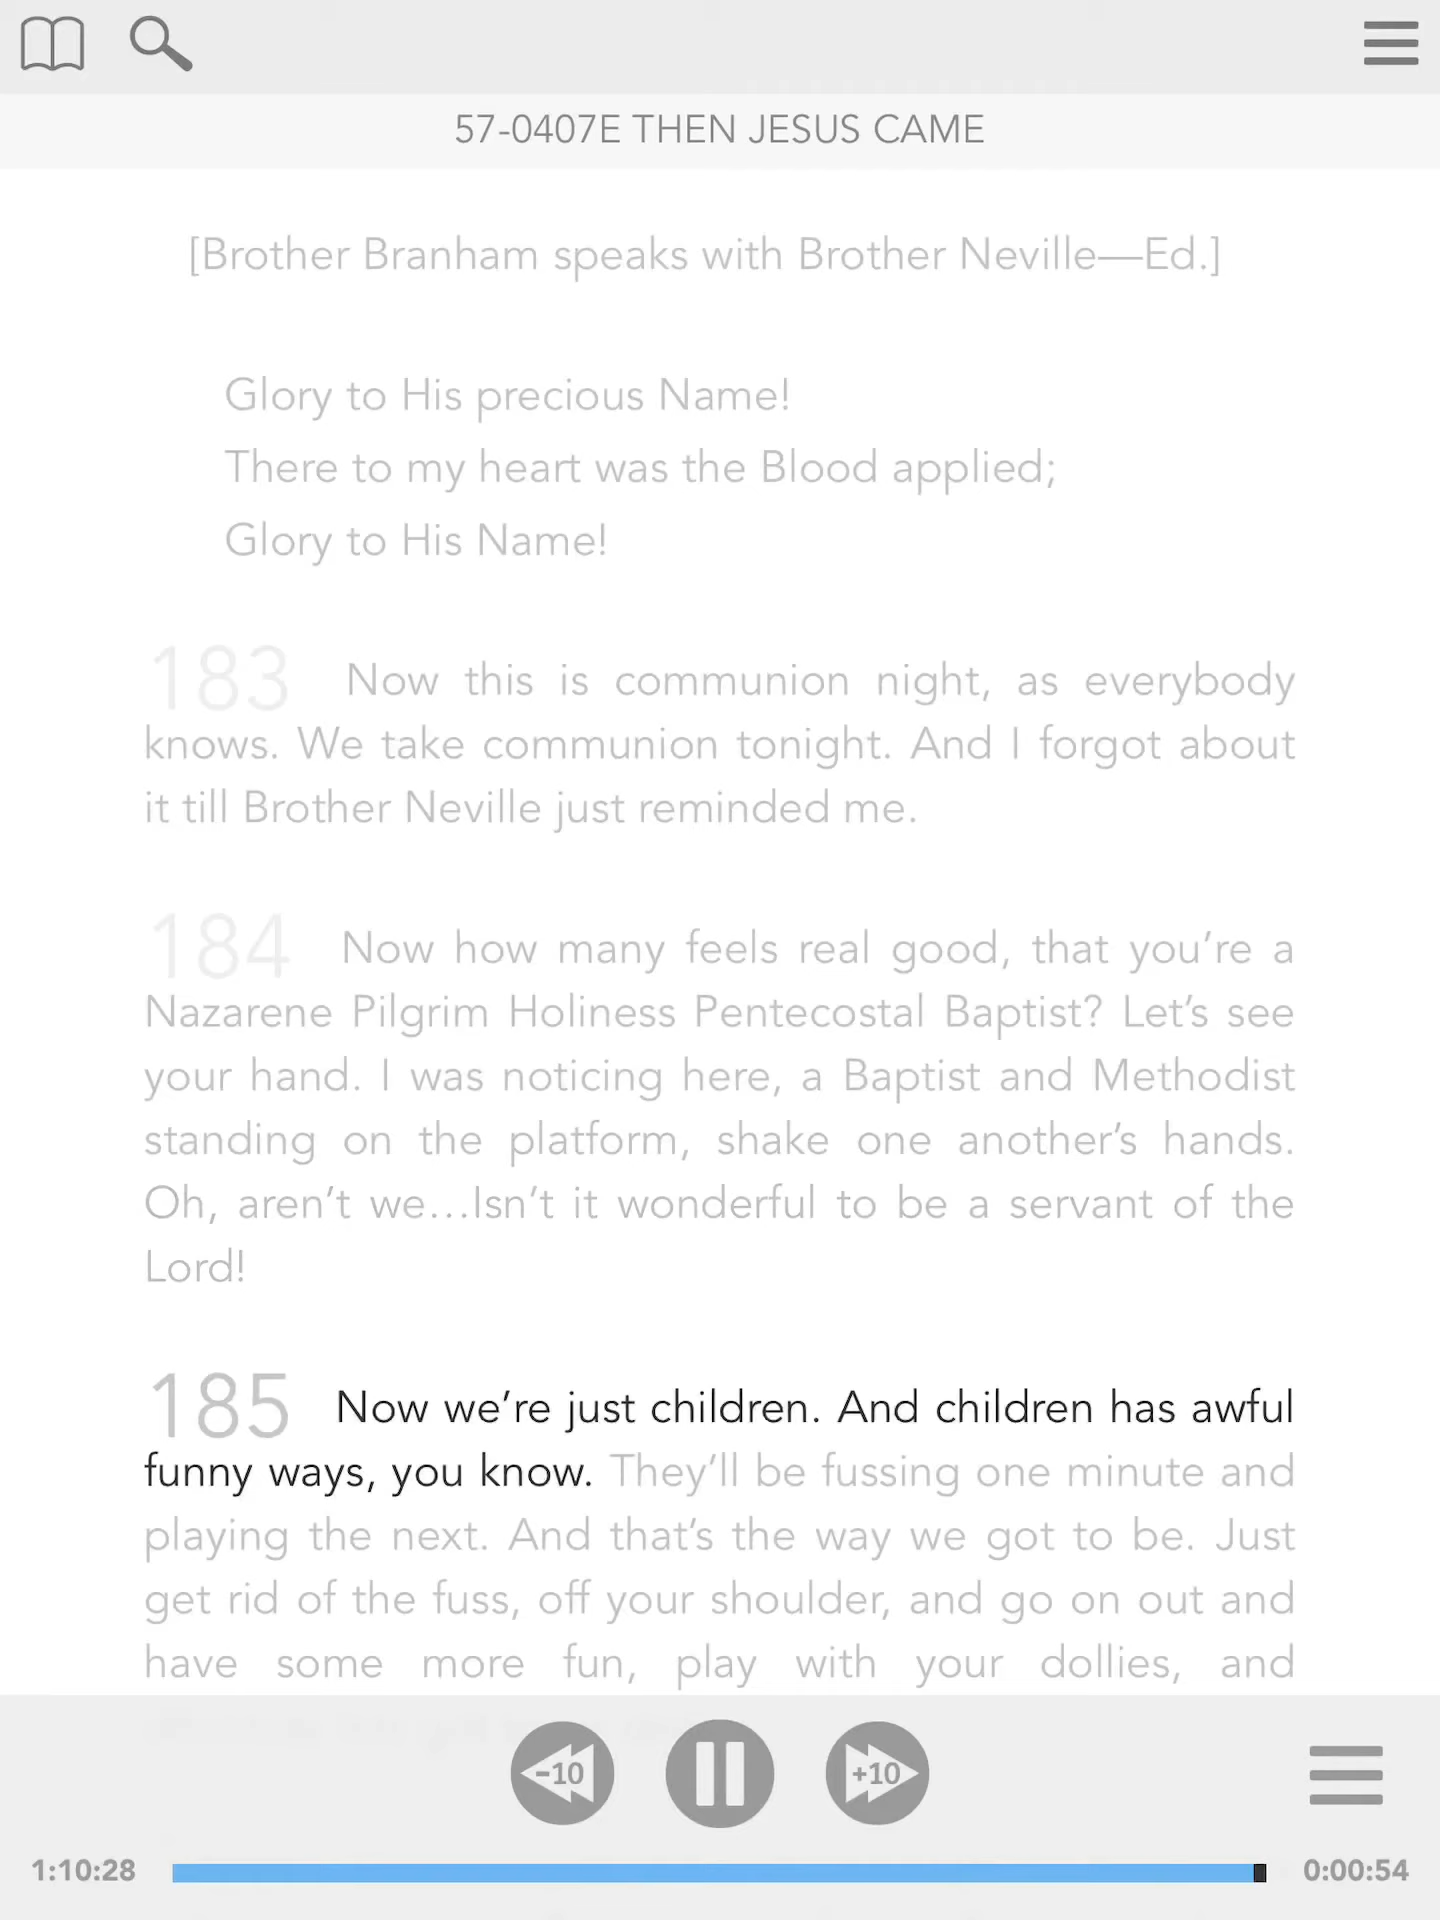 57-0407E THEN JESUS CAME
[Brother Branham speaks with Brother Neville—Ed.]
Glory to His precious Name!
There to my heart was the Blood applied;
Glory to His Name!
183 Now this is communion night, as everybody
knows. We take communion tonight. And I forgot about
it till Brother Neville just reminded me.
184 Now how many feels real good, that you’re a
Nazarene Pilgrim Holiness Pentecostal Baptist? Let’s see
your hand. I was noticing here, a Baptist and Methodist
standing on the platform, shake one another’s hands.
Oh, aren’t we…Isn’t it wonderful to be a servant of the
Lord!
185 Now we’re just children. And children has awful
funny ways, you know. They’ll be fussing one minute and
playing the next. And that’s the way we got to be. Just
get rid of the fuss, off your shoulder, and go on out and
have some more fun, play with your dollies, and
-10 +10
1:10:28 0:00:54